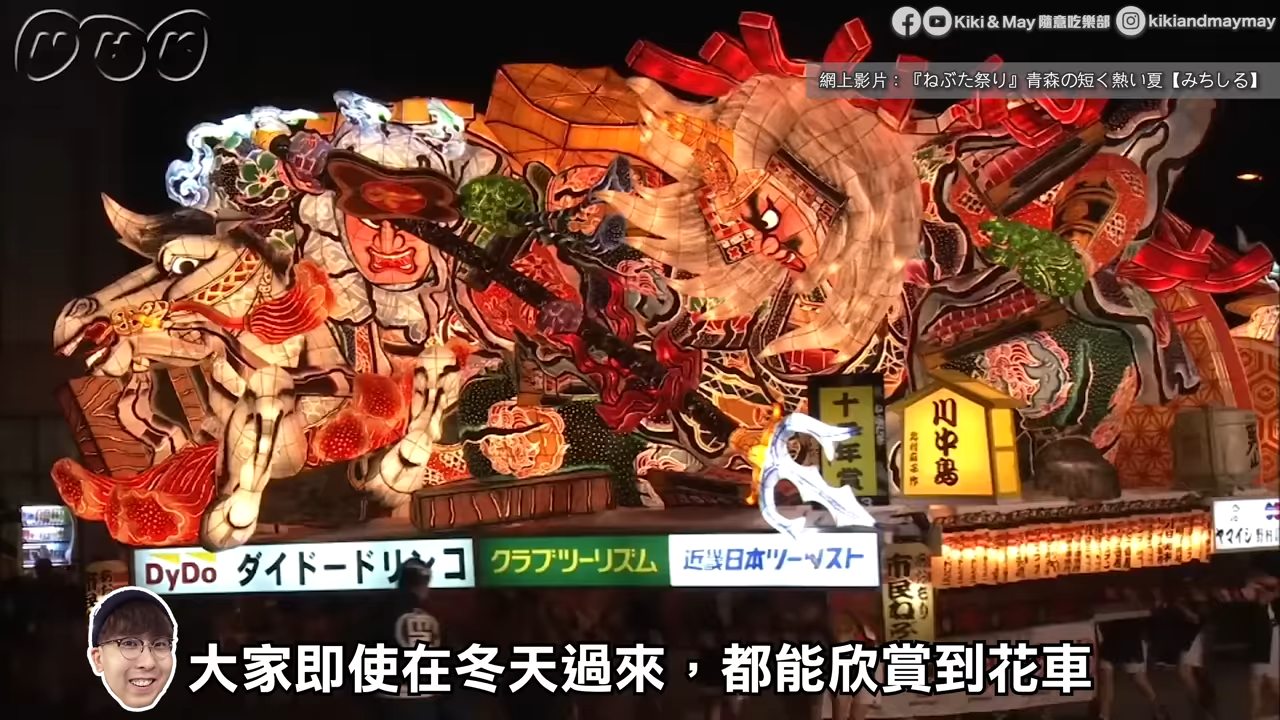 NHK
Kiki & May 隨意吃樂部
kikiandmaymay
網上影片：『ねぶた祭り』青森の短く熱い夏【みちしる】
川中島
DyDo ダイドードリンコ
クラブツーリズム
近畿日本ツーリスト
市民ね
大家即使在冬天過來，都能欣賞到花車